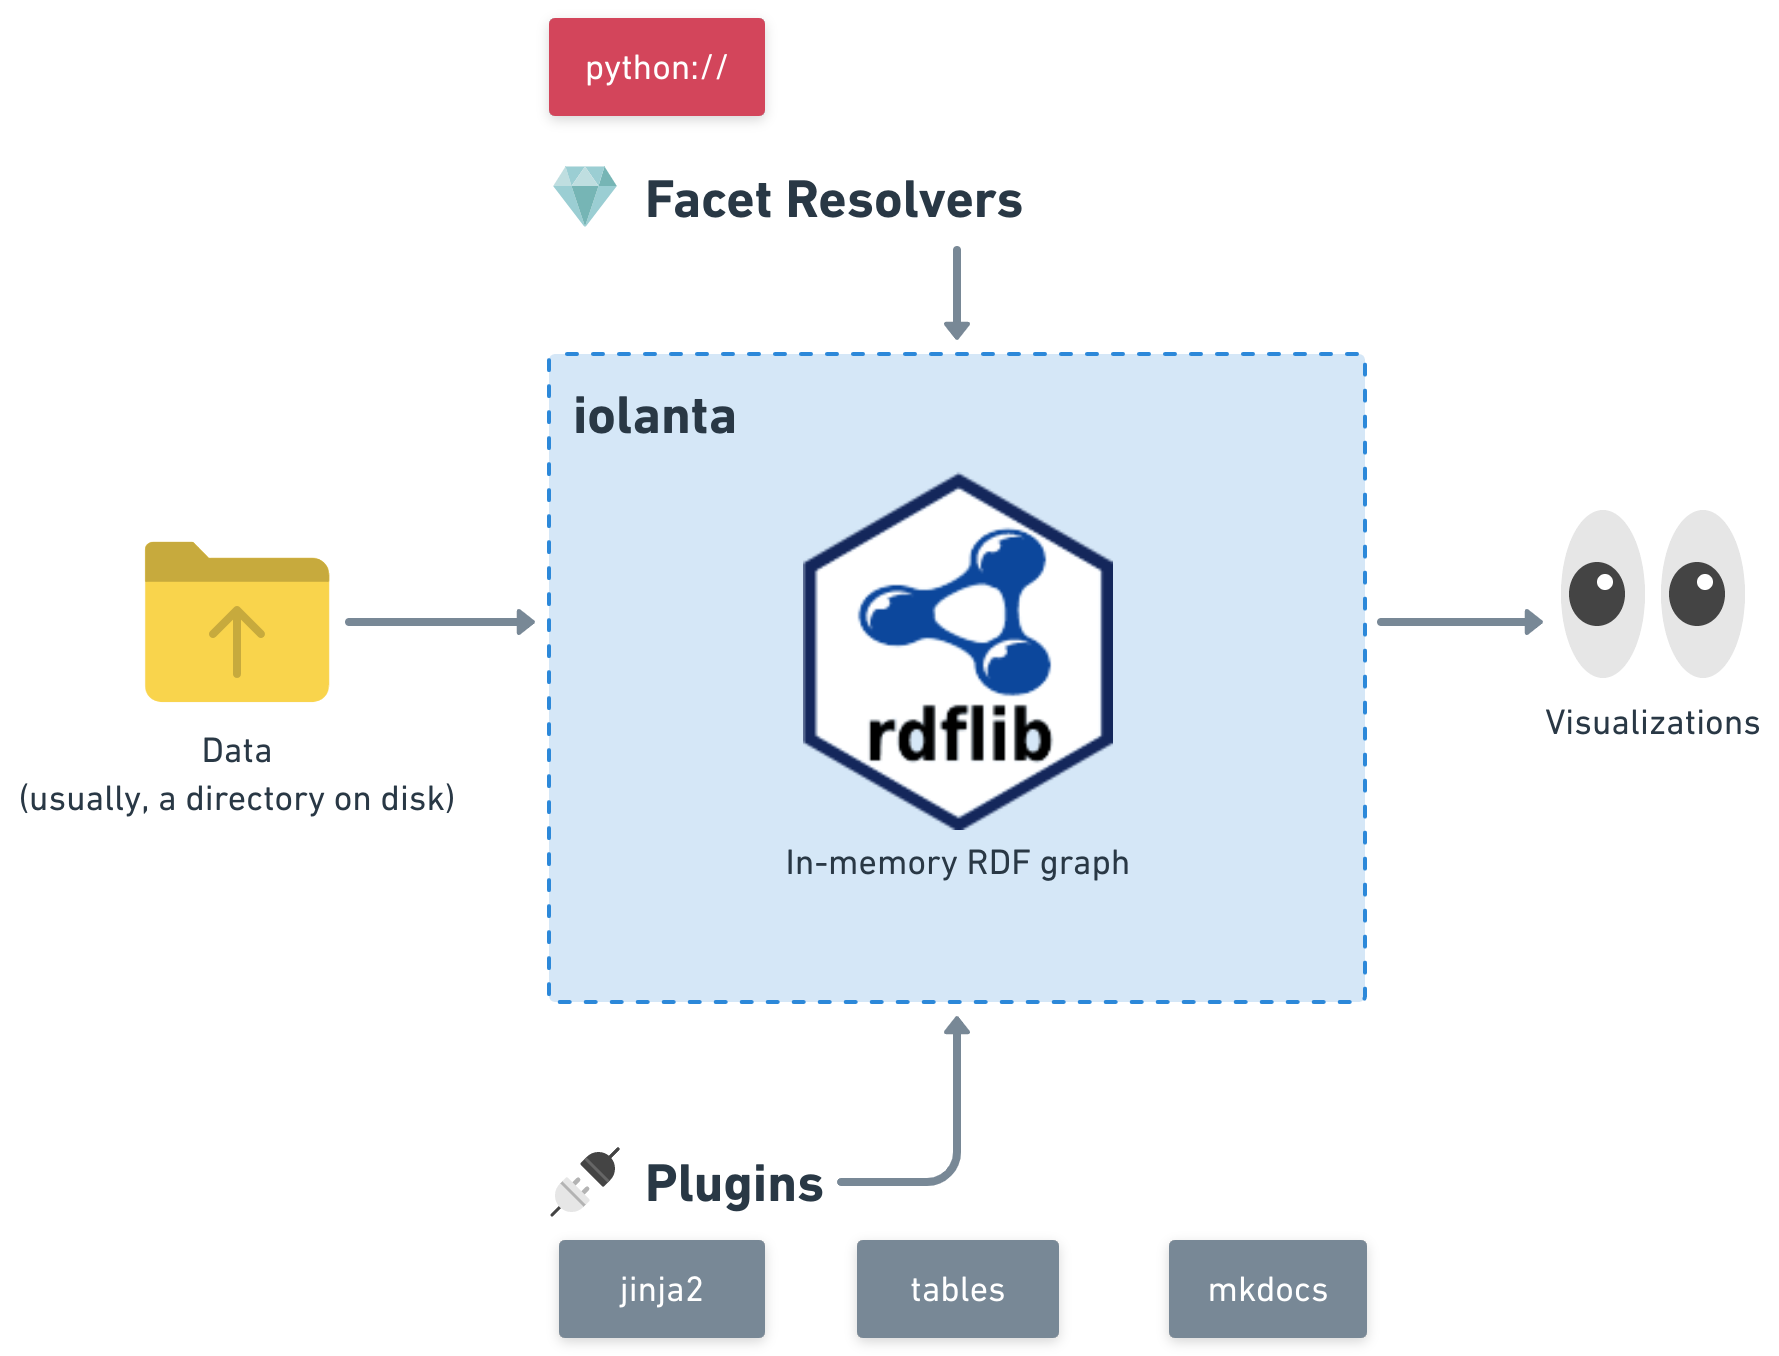 python://
Facet Resolvers
iolanta
rdflib
In-memory RDF graph
Data
(usually, a directory on disk)
Visualizations
Plugins
jinja2
tables
mkdocs